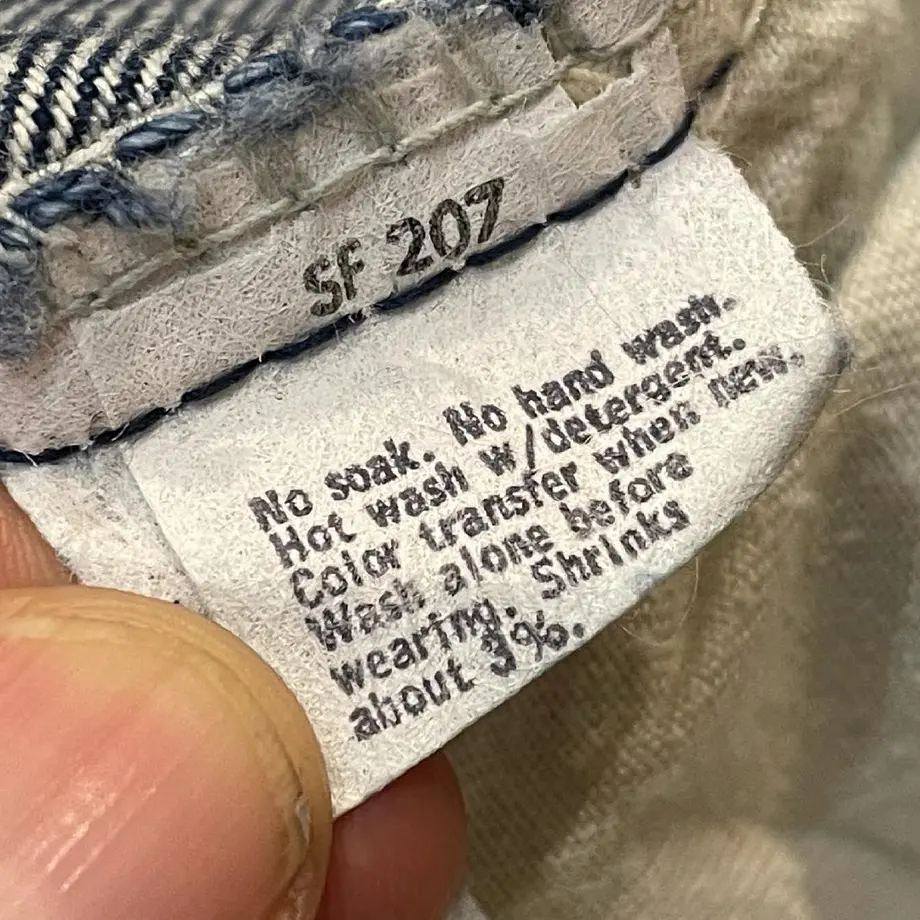 SF 207
No soak. No hand wash.
Hot wash w/detergent.
Color transfer when new.
Wash alone before
wearing. Shrinks
about 3%.